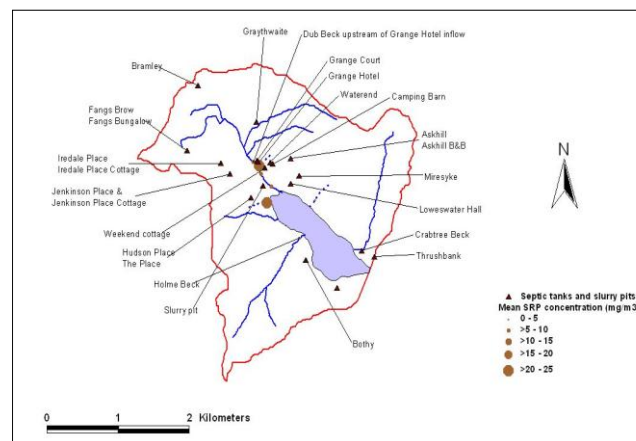 Graythwaite
Dub Beck upstream of Grange Hotel inflow
Bramley
Grange Court
Grange Hotel
Waterend
Camping Barn
Fangs Brow
Fangs Bungalow
Askhill
Askhill B&B
Iredale Place
Iredale Place Cottage
Miresyke
Jenkinson Place &
Jenkinson Place Cottage
Loweswater Hall
Weekend cottage
Hudson Place
The Place
Crabtree Beck
Thrushbank
Holme Beck
Slurry pit
Bothy
N
Septic tanks and slurry pits
Mean SRP concentration (mg/m3)
0 - 5
>5 - 10
>10 - 15
>15 - 20
>20 - 25
0 1 2 Kilometers